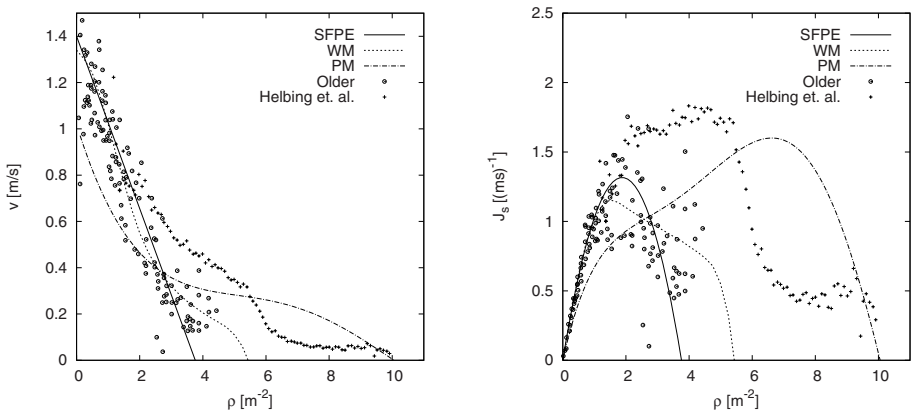 1.4
1.2
1
0.8
0.6
0.4
0.2
0
v [m/s]
0 2 4 6 8 10
ρ [m⁻²]
SFPE
WM
PM
Older
Helbing et. al.
2.5
2
1.5
1
0.5
0
Jₛ [(ms)⁻¹]
0 2 4 6 8 10
ρ [m⁻²]
SFPE
WM
PM
Older
Helbing et. al.